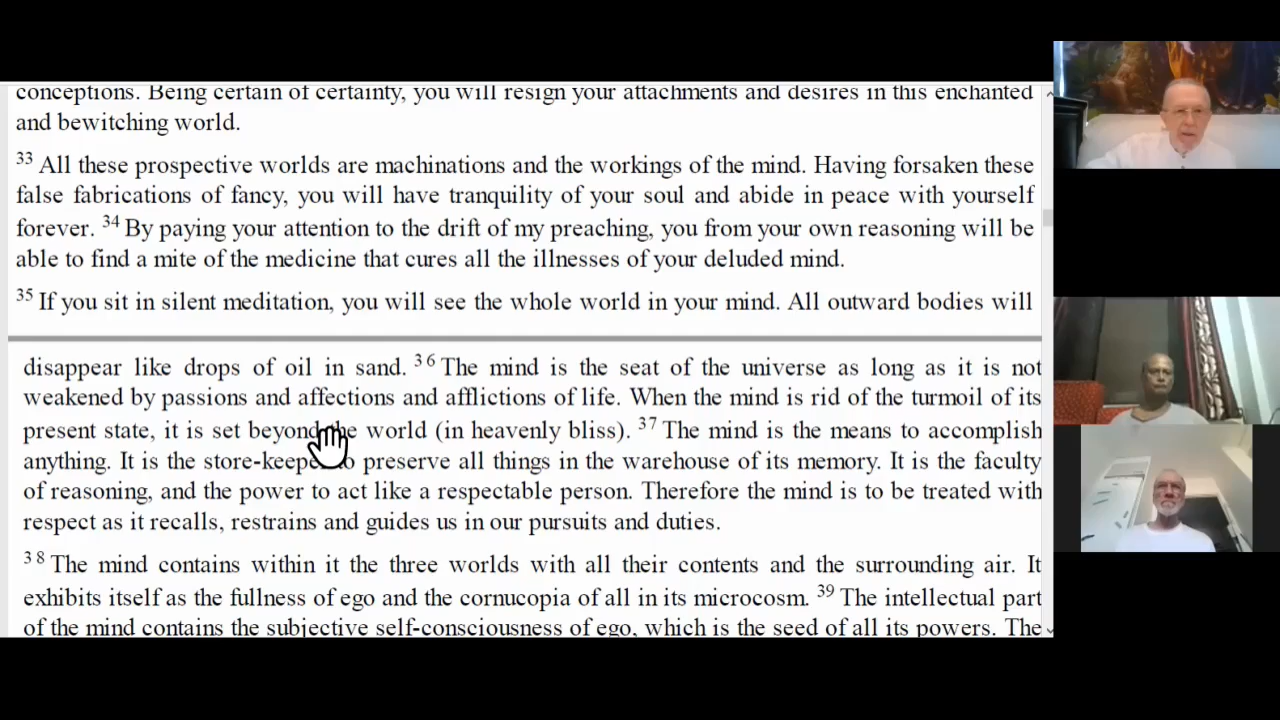 conceptions. Being certain of certainty, you will resign your attachments and desires in this enchanted
and bewitching world.
33 All these prospective worlds are machinations and the workings of the mind. Having forsaken these
false fabrications of fancy, you will have tranquility of your soul and abide in peace with yourself
forever. 34 By paying your attention to the drift of my preaching, you from your own reasoning will be
able to find a mite of the medicine that cures all the illnesses of your deluded mind.
35 If you sit in silent meditation, you will see the whole world in your mind. All outward bodies will
disappear like drops of oil in sand. 36 The mind is the seat of the universe as long as it is not
weakened by passions and affections and afflictions of life. When the mind is rid of the turmoil of its
present state, it is set beyond the world (in heavenly bliss). 37 The mind is the means to accomplish
anything. It is the store-keeper to preserve all things in the warehouse of its memory. It is the faculty
of reasoning, and the power to act like a respectable person. Therefore the mind is to be treated with
respect as it recalls, restrains and guides us in our pursuits and duties.
38 The mind contains within it the three worlds with all their contents and the surrounding air. It
exhibits itself as the fullness of ego and the cornucopia of all in its microcosm. 39 The intellectual part
of the mind contains the subjective self-consciousness of ego, which is the seed of all its powers. The